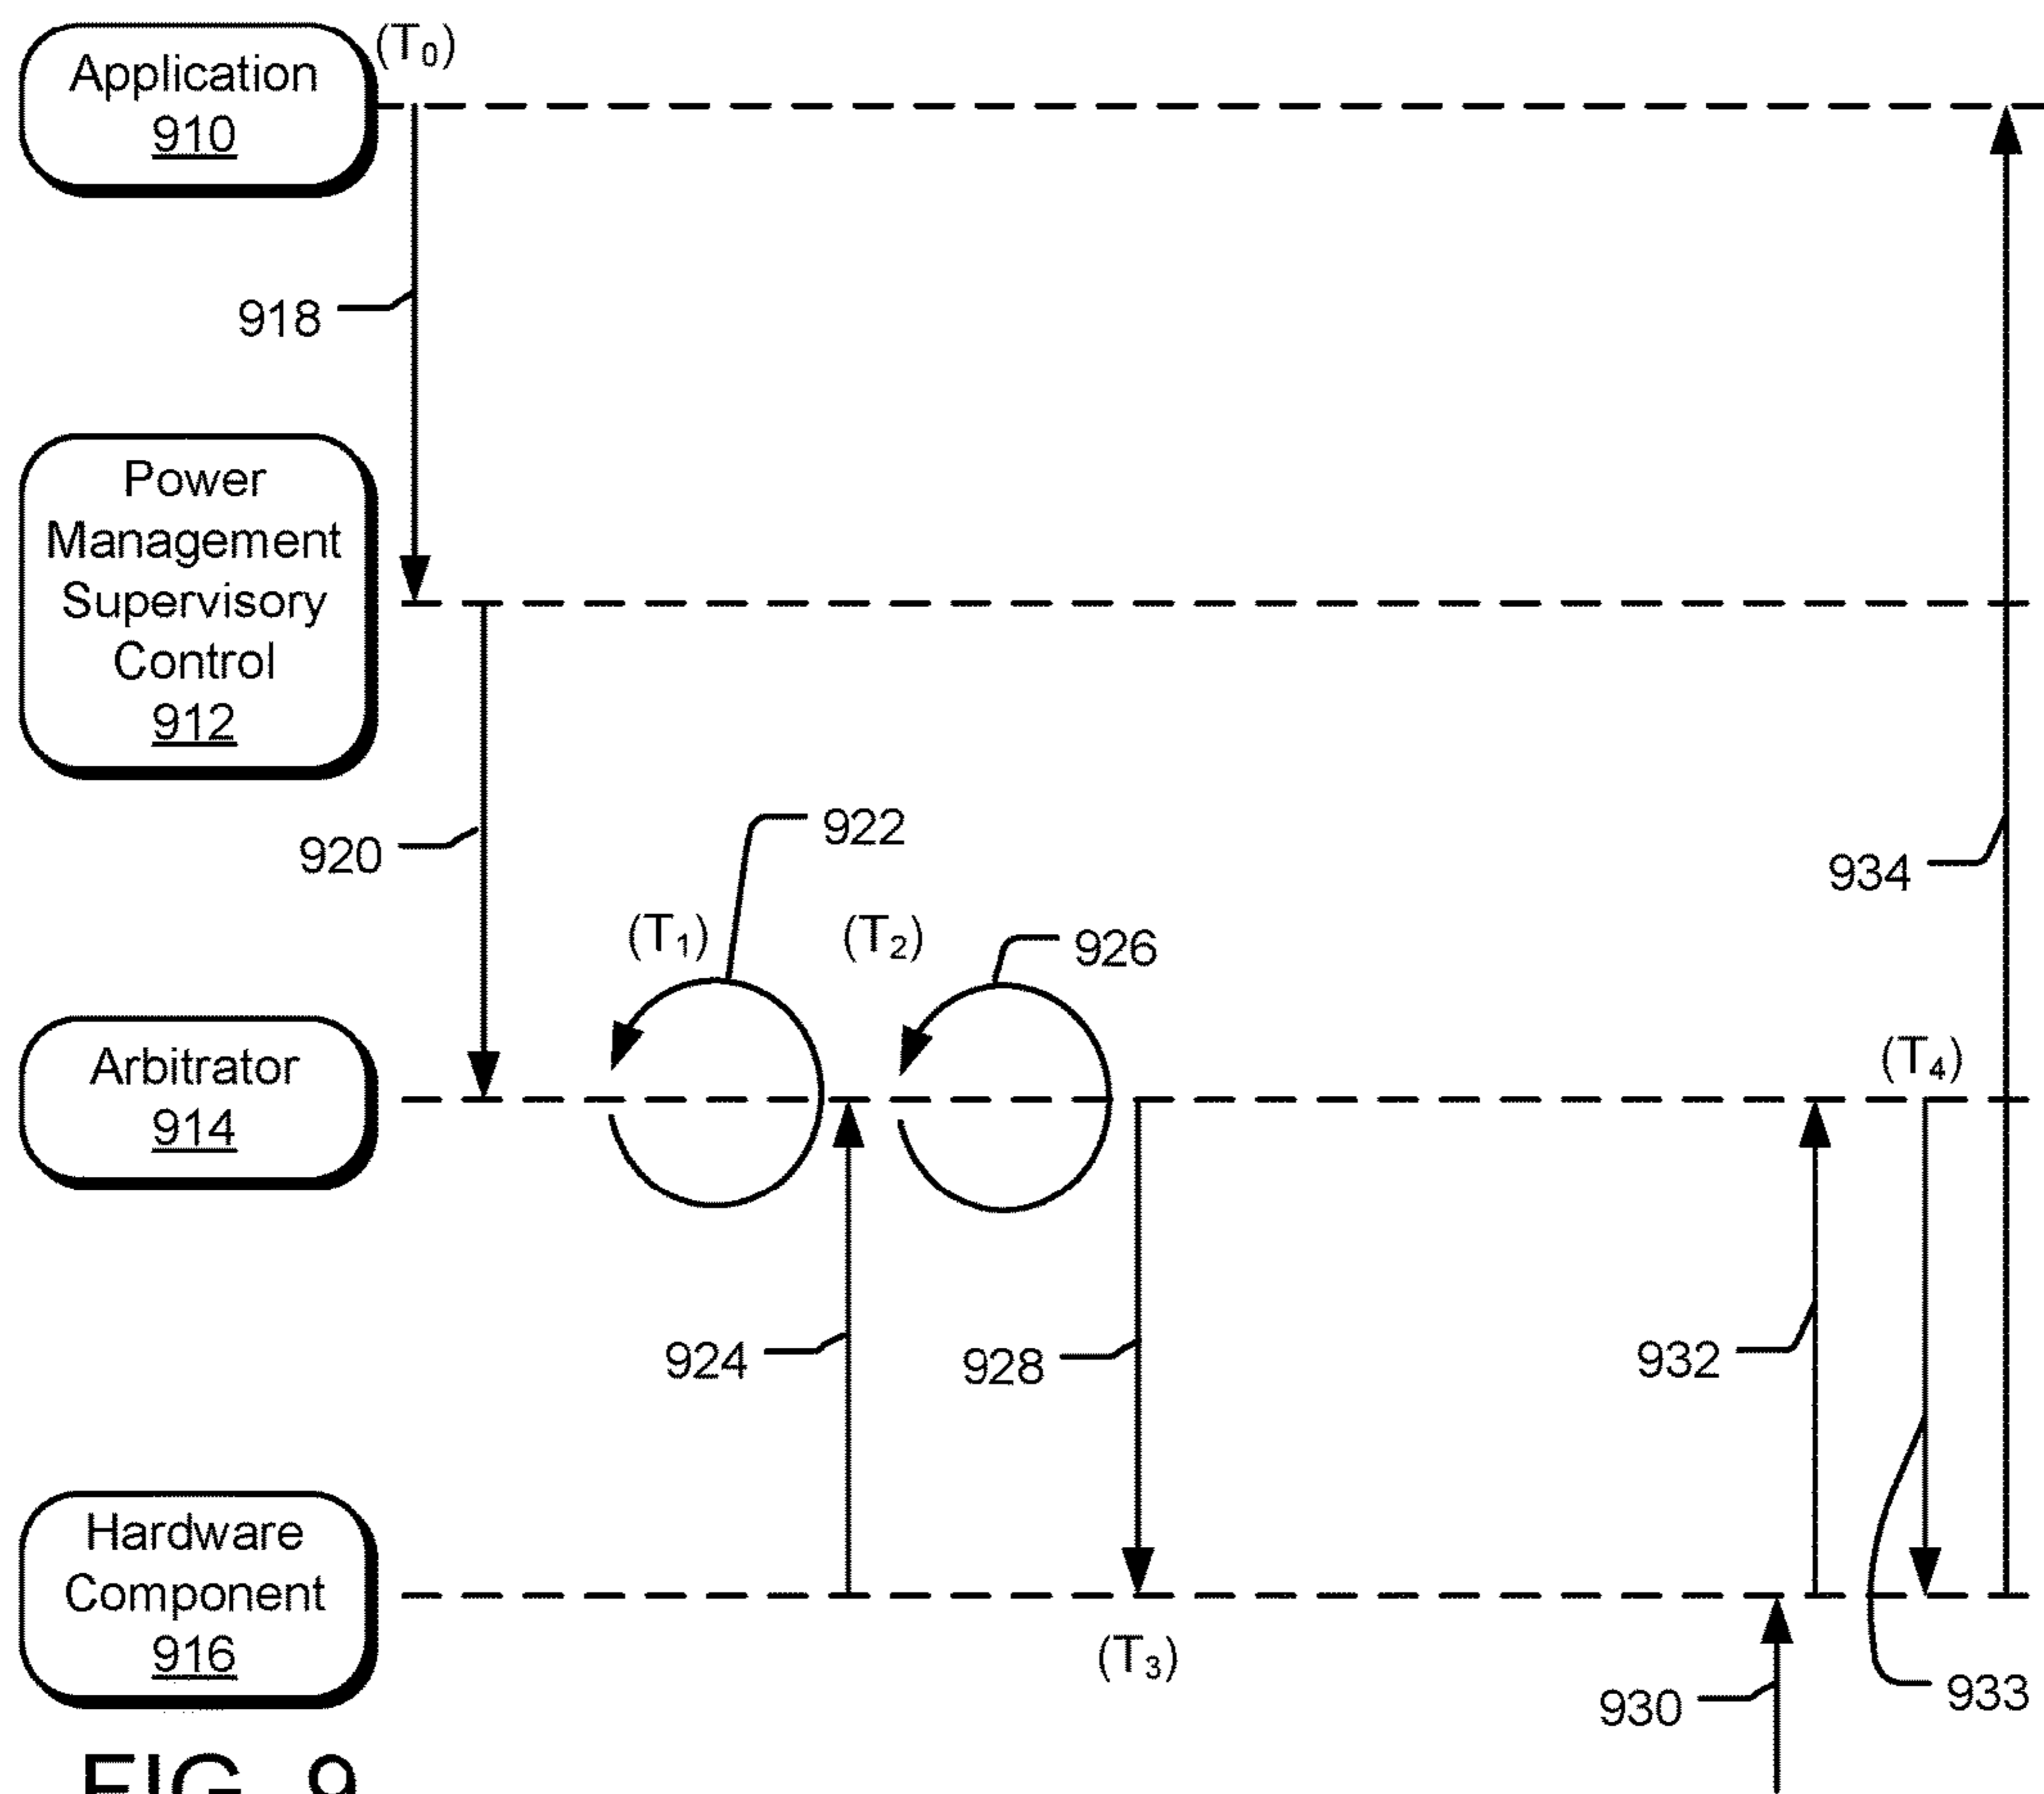 Application
910
(T0)
918
Power
Management
Supervisory
Control
912
920
922
(T1)
(T2)
926
934
Arbitrator
914
(T4)
924
928
932
Hardware
Component
916
(T3)
930
933
FIG. 9